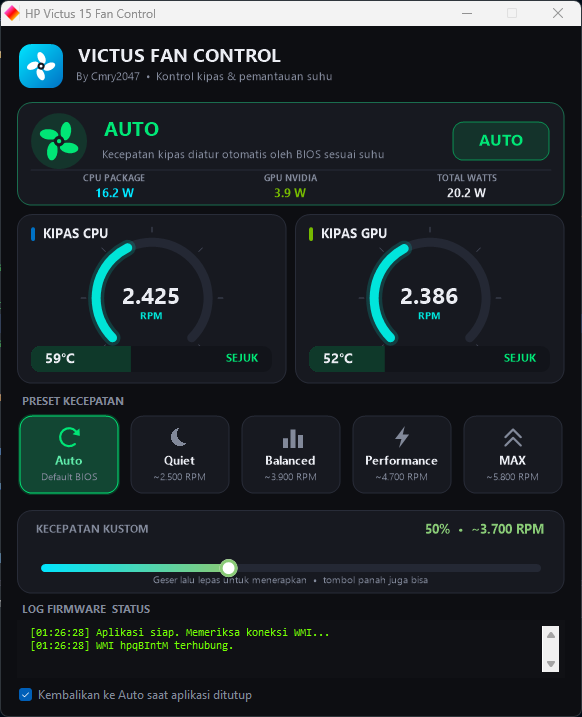 HP Victus 15 Fan Control
VICTUS FAN CONTROL
By Cmry2047 • Kontrol kipas & pemantauan suhu
AUTO
Kecepatan kipas diatur otomatis oleh BIOS sesuai suhu
AUTO
CPU PACKAGE GPU NVIDIA TOTAL WATTS
16.2 W 3.9 W 20.2 W
KIPAS CPU
2.425
RPM
59°C SEJUK
KIPAS GPU
2.386
RPM
52°C SEJUK
PRESET KECEPATAN
Auto
Default BIOS
Quiet
~2.500 RPM
Balanced
~3.900 RPM
Performance
~4.700 RPM
MAX
~5.800 RPM
KECEPATAN KUSTOM 50% • ~3.700 RPM
Geser lalu lepas untuk menerapkan • tombol panah juga bisa
LOG FIRMWARE STATUS
[01:26:28] Aplikasi siap. Memeriksa koneksi WMI...
[01:26:28] WMI hpqBIntM terhubung.
Kembalikan ke Auto saat aplikasi ditutup